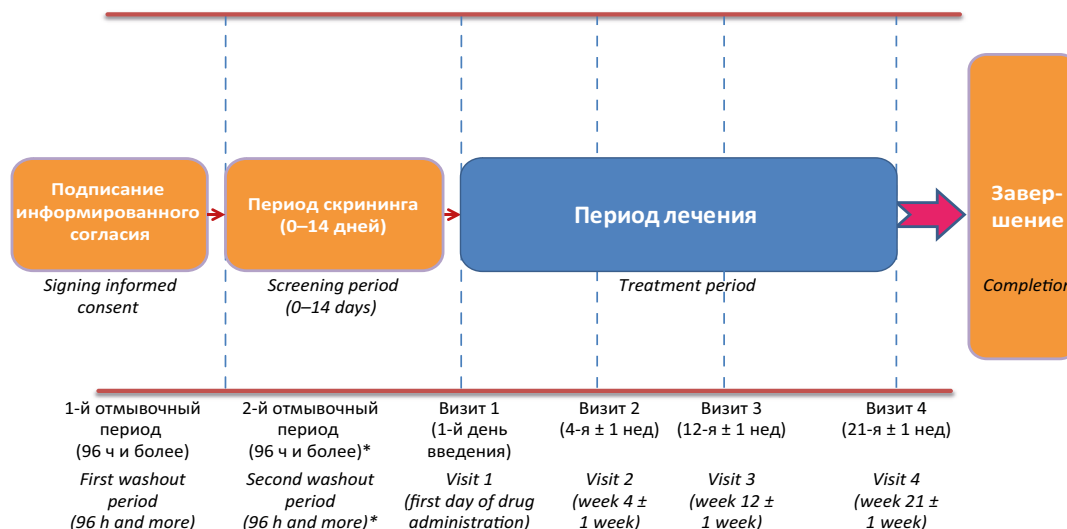 Подписание
информированного
согласия
Signing informed
consent
Период скрининга
(0–14 дней)
Screening period
(0–14 days)
Период лечения
Treatment period
Завер-
шение
Completion
1-й отмывочный
период
(96 ч и более)
First washout
period
(96 h and more)
2-й отмывочный
период
(96 ч и более)*
Second washout
period
(96 h and more)*
Визит 1
(1-й день
введения)
Visit 1
(first day of drug
administration)
Визит 2
(4-я ± 1 нед)
Visit 2
(week 4 ±
1 week)
Визит 3
(12-я ± 1 нед)
Visit 3
(week 12 ±
1 week)
Визит 4
(21-я ± 1 нед)
Visit 4
(week 21 ±
1 week)